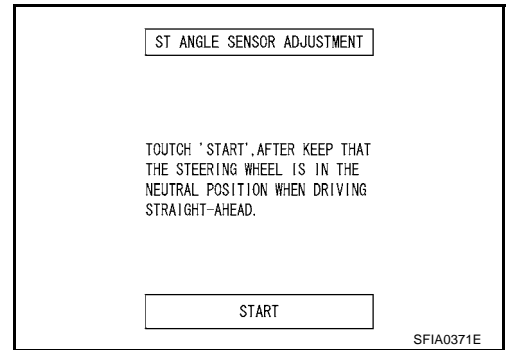 ST ANGLE SENSOR ADJUSTMENT
TOUTCH 'START',AFTER KEEP THAT
THE STEERING WHEEL IS IN THE
NEUTRAL POSITION WHEN DRIVING
STRAIGHT-AHEAD.
START
SFIA0371E